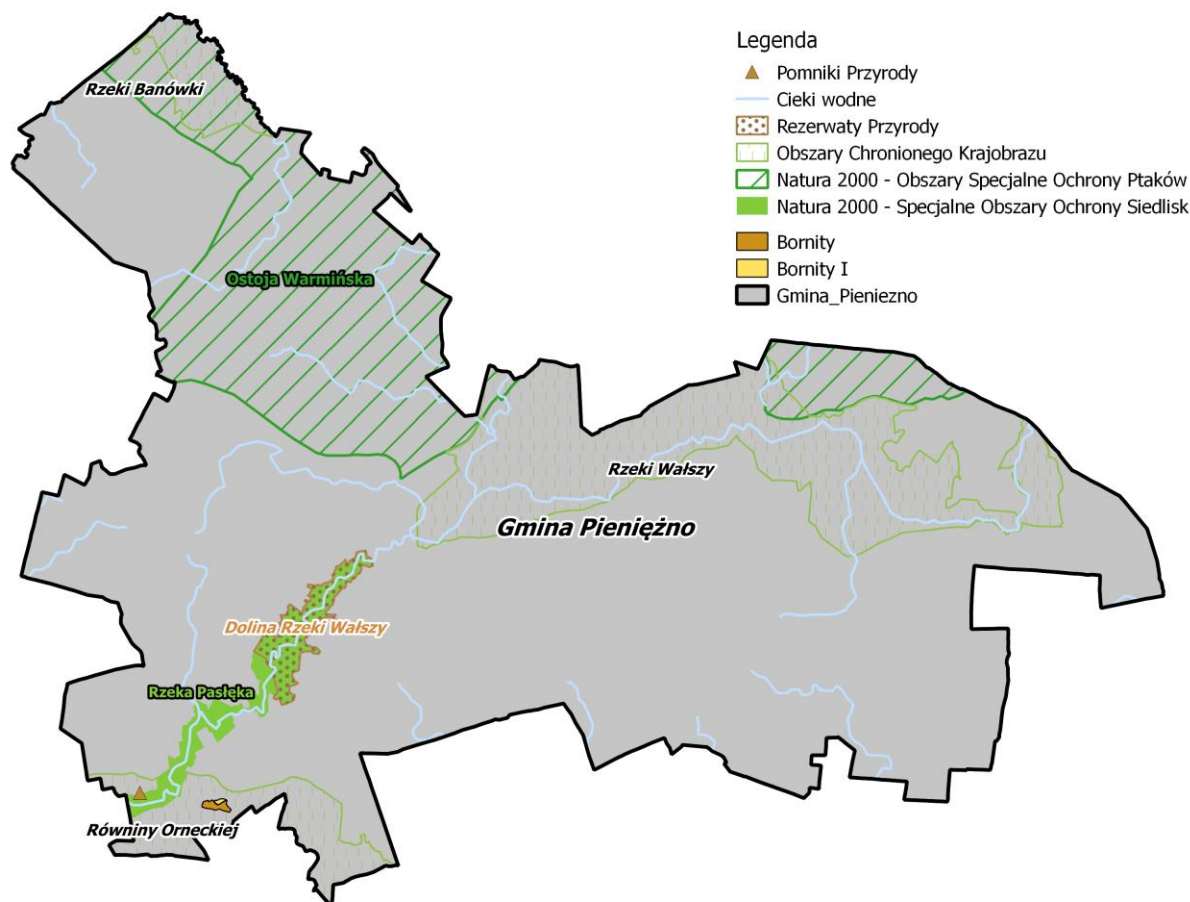 Legenda
Pomniki Przyrody
Cieki wodne
Rezerwaty Przyrody
Obszary Chronionego Krajobrazu
Natura 2000 - Obszary Specjalne Ochrony Ptaków
Natura 2000 - Specjalne Obszary Ochrony Siedlisk
Bornity
Bornity I
Gmina_Pieniezno
Rzeki Banówki
Ostoja Warmińska
Rzeki Wałszy
Gmina Pieniężno
Dolina Rzeki Wałszy
Rzeka Pasłęka
Równiny Orneckiej